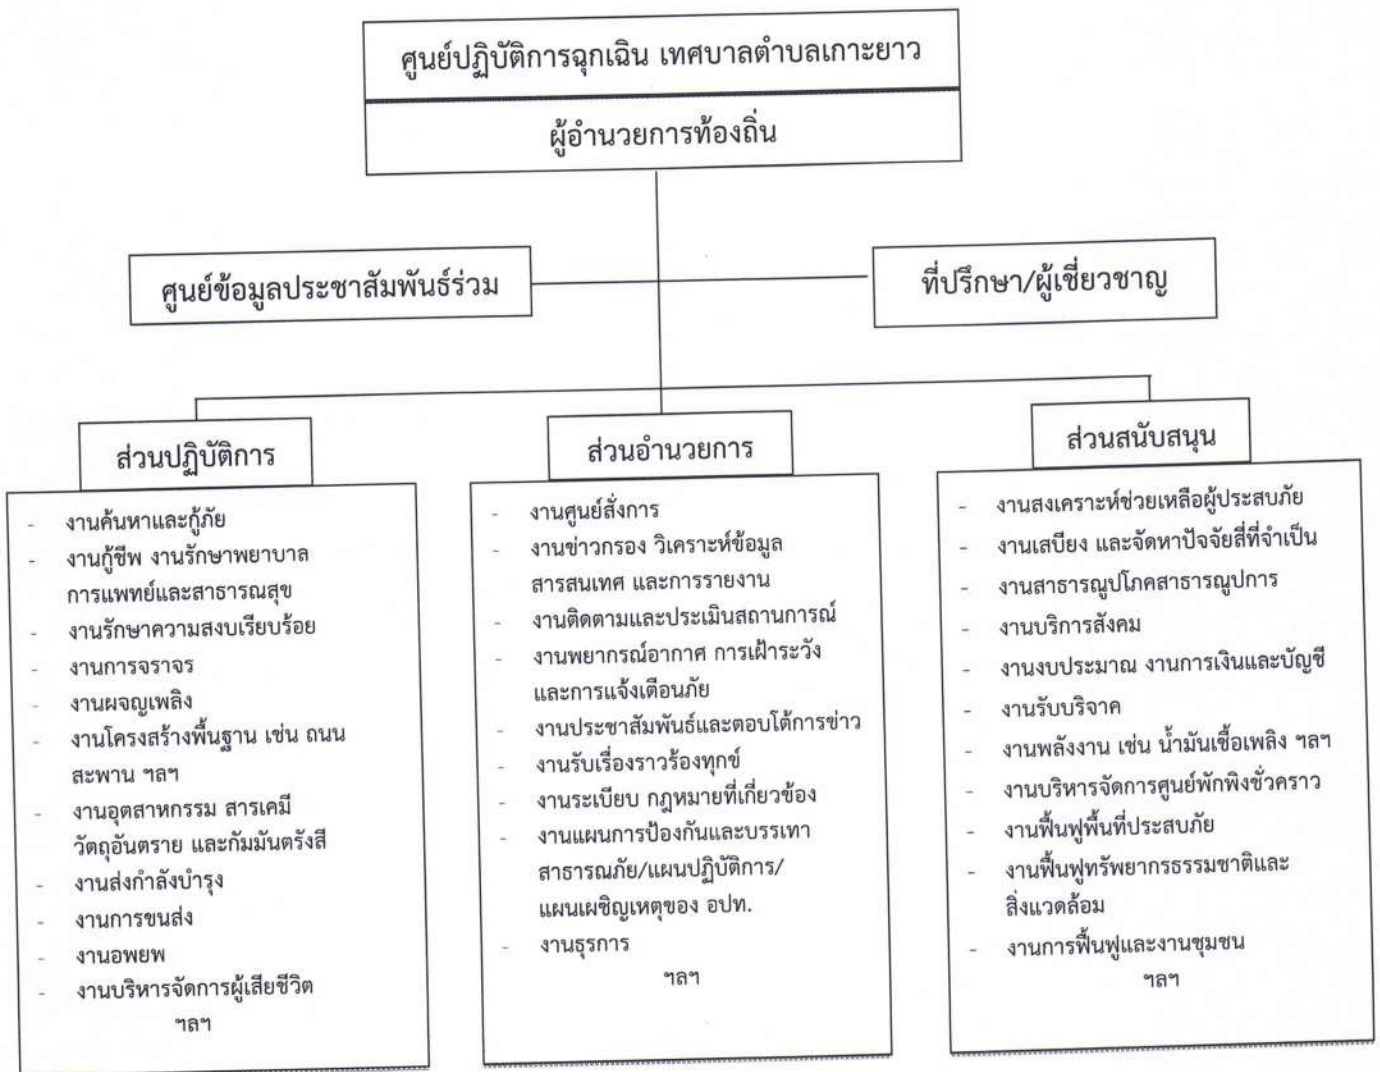 ศูนย์ปฏิบัติการฉุกเฉิน เทศบาลตำบลเกาะยาว
ผู้อำนวยการท้องถิ่น
ศูนย์ข้อมูลประชาสัมพันธ์ร่วม
ที่ปรึกษา/ผู้เชี่ยวชาญ
ส่วนปฏิบัติการ
- งานค้นหาและกู้ภัย
- งานกู้ชีพ งานรักษาพยาบาล
การแพทย์และสาธารณสุข
- งานรักษาความสงบเรียบร้อย
- งานการจราจร
- งานผจญเพลิง
- งานโครงสร้างพื้นฐาน เช่น ถนน
สะพาน ฯลฯ
- งานอุตสาหกรรม สารเคมี
วัตถุอันตราย และกัมมันตรังสี
- งานส่งกำลังบำรุง
- งานการขนส่ง
- งานอพยพ
- งานบริหารจัดการผู้เสียชีวิต
ฯลฯ
ส่วนอำนวยการ
- งานศูนย์สั่งการ
- งานข่าวกรอง วิเคราะห์ข้อมูล
สารสนเทศ และการรายงาน
- งานติดตามและประเมินสถานการณ์
- งานพยากรณ์อากาศ การเฝ้าระวัง
และการแจ้งเตือนภัย
- งานประชาสัมพันธ์และตอบโต้การข่าว
- งานรับเรื่องราวร้องทุกข์
- งานระเบียบ กฎหมายที่เกี่ยวข้อง
- งานแผนการป้องกันและบรรเทา
สาธารณภัย/แผนปฏิบัติการ/
แผนเผชิญเหตุของ อปท.
- งานธุรการ
ฯลฯ
ส่วนสนับสนุน
- งานสงเคราะห์ช่วยเหลือผู้ประสบภัย
- งานเสบียง และจัดหาปัจจัยสี่ที่จำเป็น
- งานสาธารณูปโภคสาธารณูปการ
- งานบริการสังคม
- งานงบประมาณ งานการเงินและบัญชี
- งานรับบริจาค
- งานพลังงาน เช่น น้ำมันเชื้อเพลิง ฯลฯ
- งานบริหารจัดการศูนย์พักพิงชั่วคราว
- งานฟื้นฟูพื้นที่ประสบภัย
- งานฟื้นฟูทรัพยากรธรรมชาติและ
สิ่งแวดล้อม
- งานการฟื้นฟูและงานชุมชน
ฯลฯ